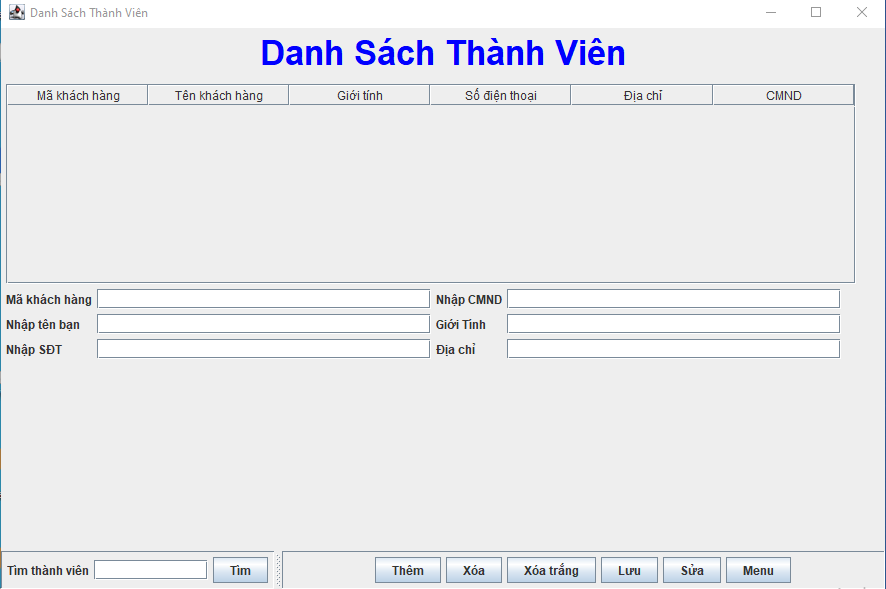 Danh Sách Thành Viên
Danh Sách Thành Viên
Mã khách hàng Tên khách hàng Giới tính Số điện thoại Địa chỉ CMND
Mã khách hàng Nhập CMND
Nhập tên bạn Giới Tính
Nhập SĐT Địa chỉ
Tìm thành viên Tìm Thêm Xóa Xóa trắng Lưu Sửa Menu